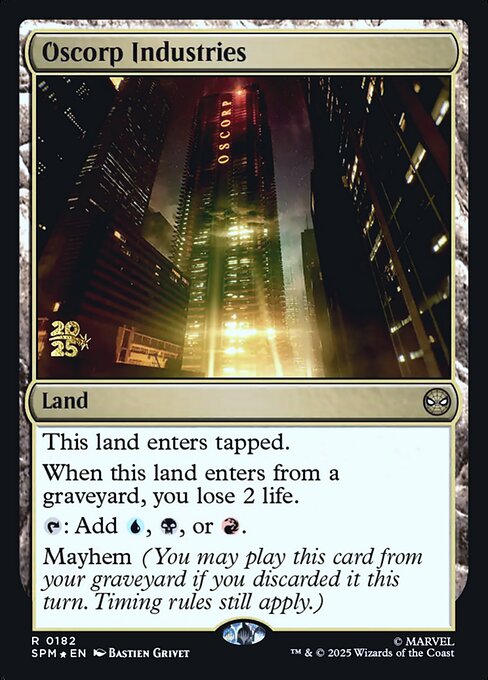 Oscorp Industries
OSCORP
2025
Land
This land enters tapped.
When this land enters from a
graveyard, you lose 2 life.
: Add , , or .
Mayhem (You may play this card from
your graveyard if you discarded it this
turn. Timing rules still apply.)
R 0182
SPM★EN Bastien Grivet
© MARVEL
™ & © 2025 Wizards of the Coast